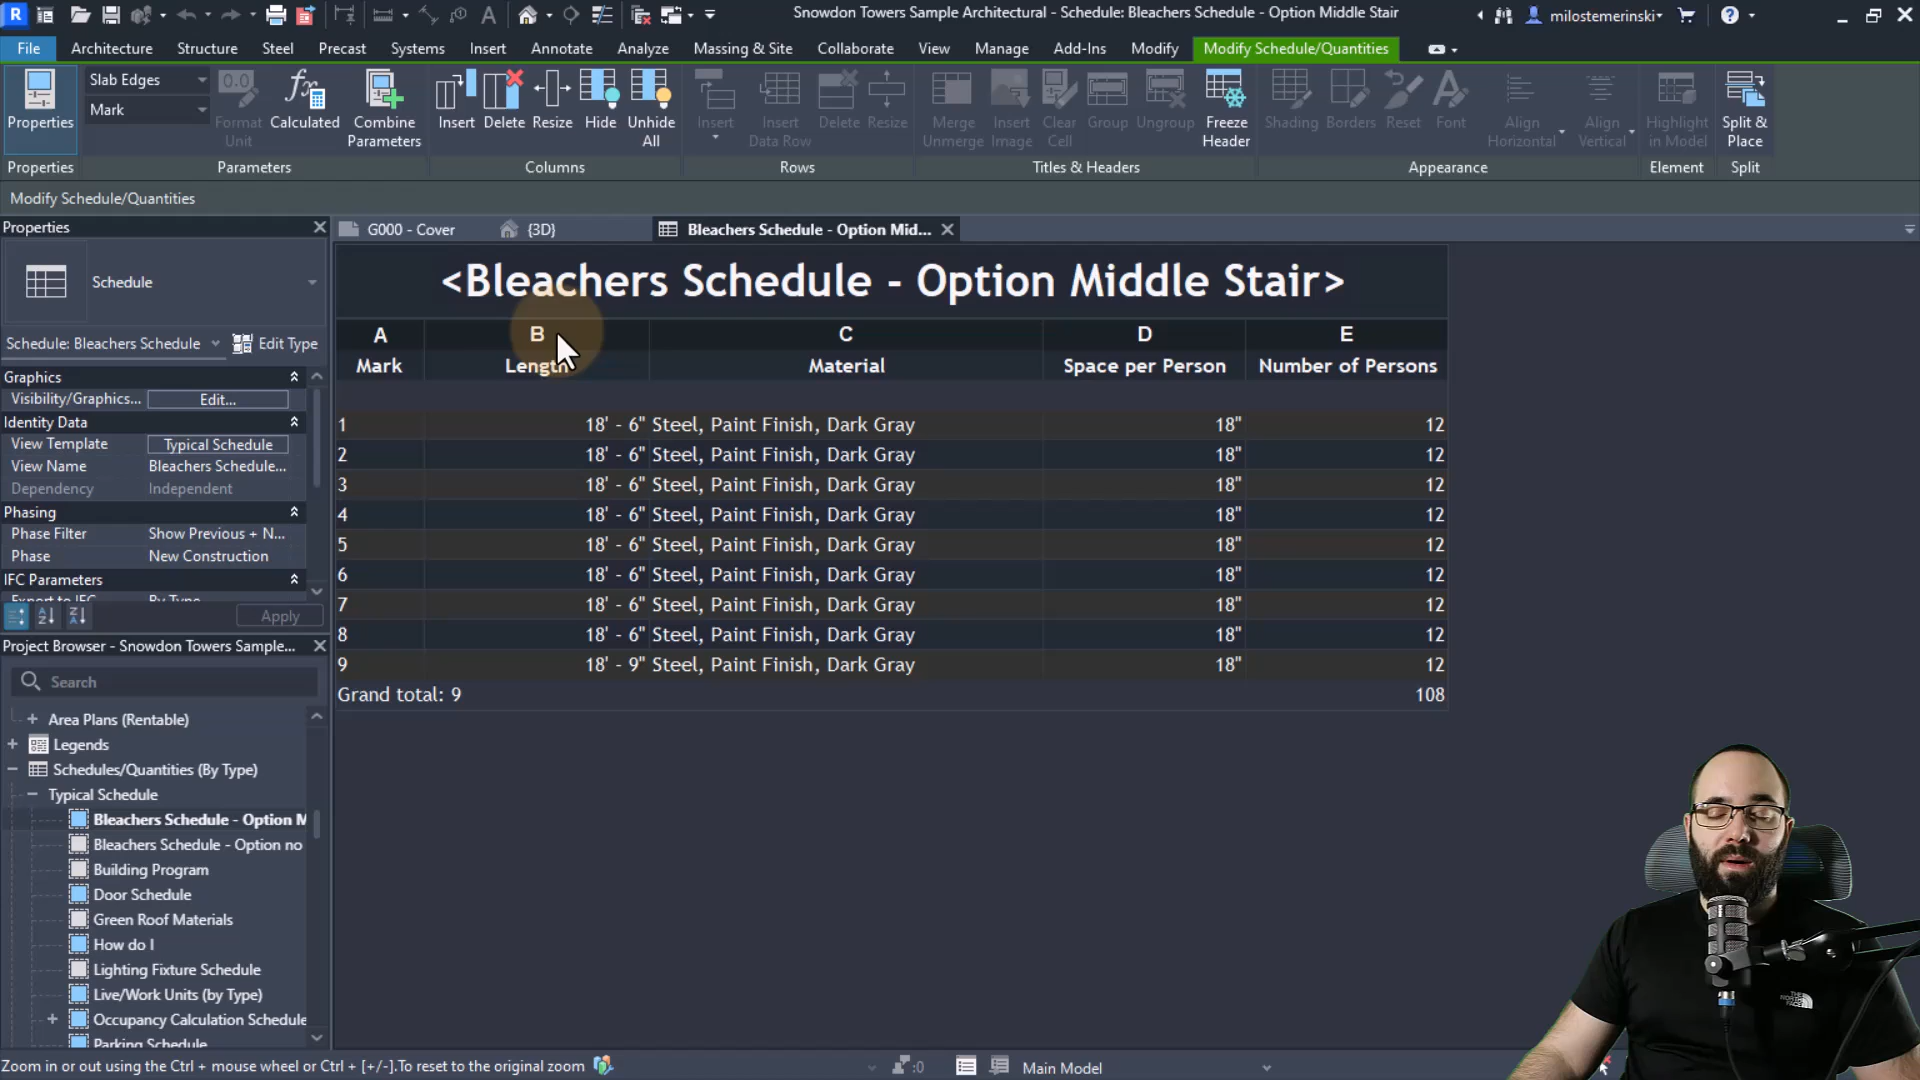 Snowdon Towers Sample Architectural - Schedule: Bleachers Schedule - Option Middle Stair
milostemerinski
File Architecture Structure Steel Precast Systems Insert Annotate Analyze Massing & Site Collaborate View Manage Add-Ins Modify Modify Schedule/Quantities
Slab Edges
Mark
Properties
Format Unit
Calculated
Combine Parameters
Insert Delete Resize Hide Unhide All
Insert
Insert Data Row
Delete Resize
Merge Unmerge
Insert Image
Clear Cell
Group Ungroup
Freeze Header
Shading Borders Reset Font
Align Horizontal
Align Vertical
Highlight in Model
Split & Place
Properties Parameters Columns Rows Titles & Headers Appearance Element Split
Modify Schedule/Quantities
Properties
G000 - Cover
{3D}
Bleachers Schedule - Option Mid...
Schedule
Schedule: Bleachers Schedule
Edit Type
Graphics
Visibility/Graphics... Edit...
Identity Data
View Template Typical Schedule
View Name Bleachers Schedule...
Dependency Independent
Phasing
Phase Filter Show Previous + N...
Phase New Construction
IFC Parameters
Export to IFC By Type
Apply
<Bleachers Schedule - Option Middle Stair>
A B C D E
Mark Length Material Space per Person Number of Persons
1 18' - 6" Steel, Paint Finish, Dark Gray 18" 12
2 18' - 6" Steel, Paint Finish, Dark Gray 18" 12
3 18' - 6" Steel, Paint Finish, Dark Gray 18" 12
4 18' - 6" Steel, Paint Finish, Dark Gray 18" 12
5 18' - 6" Steel, Paint Finish, Dark Gray 18" 12
6 18' - 6" Steel, Paint Finish, Dark Gray 18" 12
7 18' - 6" Steel, Paint Finish, Dark Gray 18" 12
8 18' - 6" Steel, Paint Finish, Dark Gray 18" 12
9 18' - 9" Steel, Paint Finish, Dark Gray 18" 12
Grand total: 9 108
Project Browser - Snowdon Towers Sample...
Search
Area Plans (Rentable)
Legends
Schedules/Quantities (By Type)
Typical Schedule
Bleachers Schedule - Option M
Bleachers Schedule - Option no
Building Program
Door Schedule
Green Roof Materials
How do I
Lighting Fixture Schedule
Live/Work Units (by Type)
Occupancy Calculation Schedule
Parking Schedule
Zoom in or out using the Ctrl + mouse wheel or Ctrl + [+/-].To reset to the original zoom
:0
Main Model
THE NORTH FACE